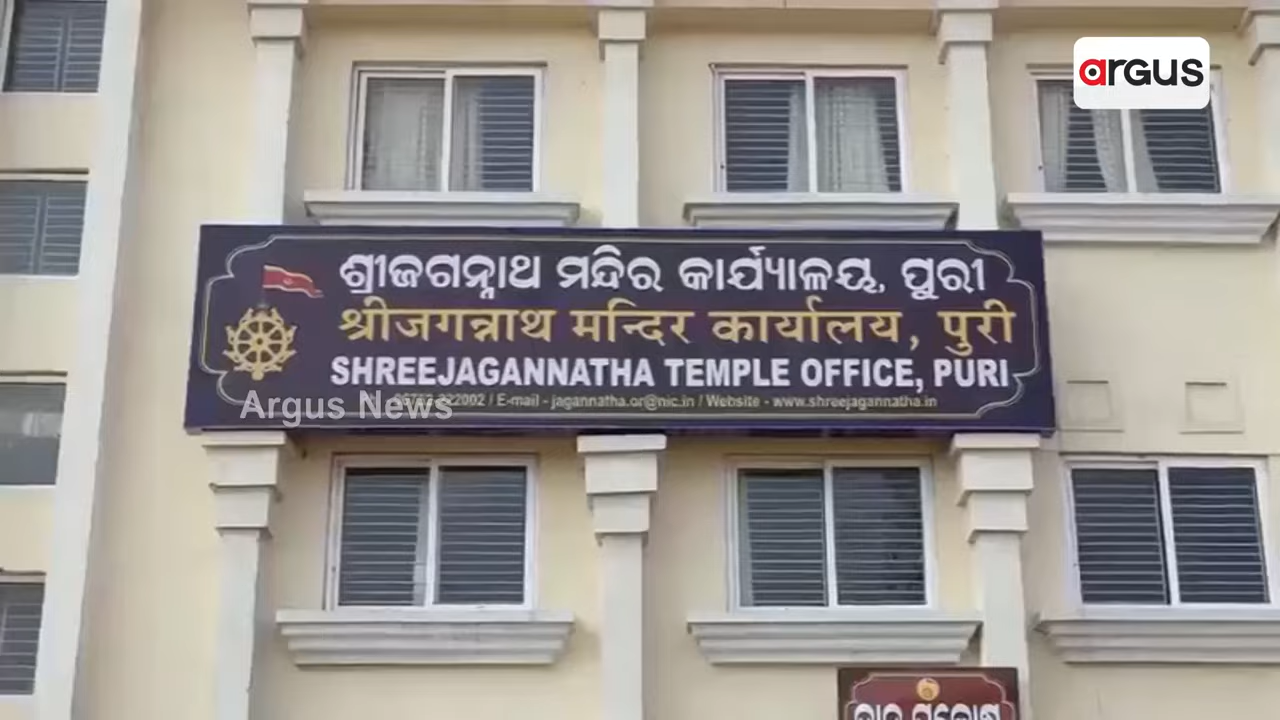 argus
ଶ୍ରୀଜଗନ୍ନାଥ ମନ୍ଦିର କାର୍ଯ୍ୟାଳୟ, ପୁରୀ
श्रीजगन्नाथ मन्दिर कार्यालय, पुरी
SHREEJAGANNATHA TEMPLE OFFICE, PURI
222002 / E-mail - jagannatha.or@nic.in / Website - www.shreejagannatha.in
Argus News